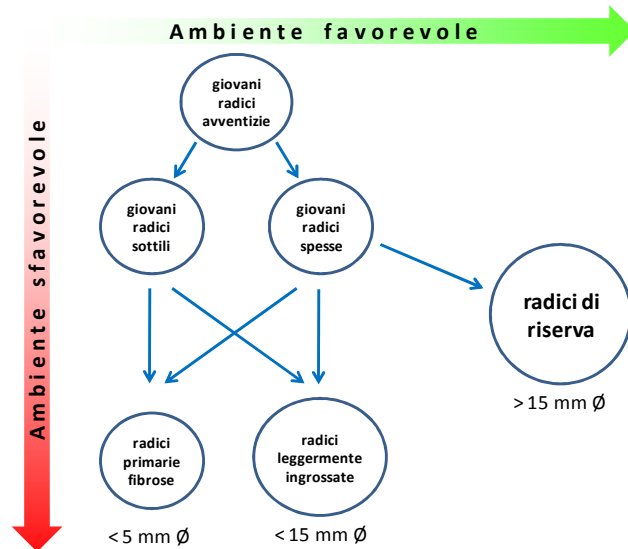 Ambiente favorevole
Ambiente sfavorevole
giovani
radici
avventizie
giovani
radici
sottili
giovani
radici
spesse
radici di
riserva
> 15 mm Ø
radici
primarie
fibrose
radici
leggermente
ingrossate
< 5 mm Ø
< 15 mm Ø